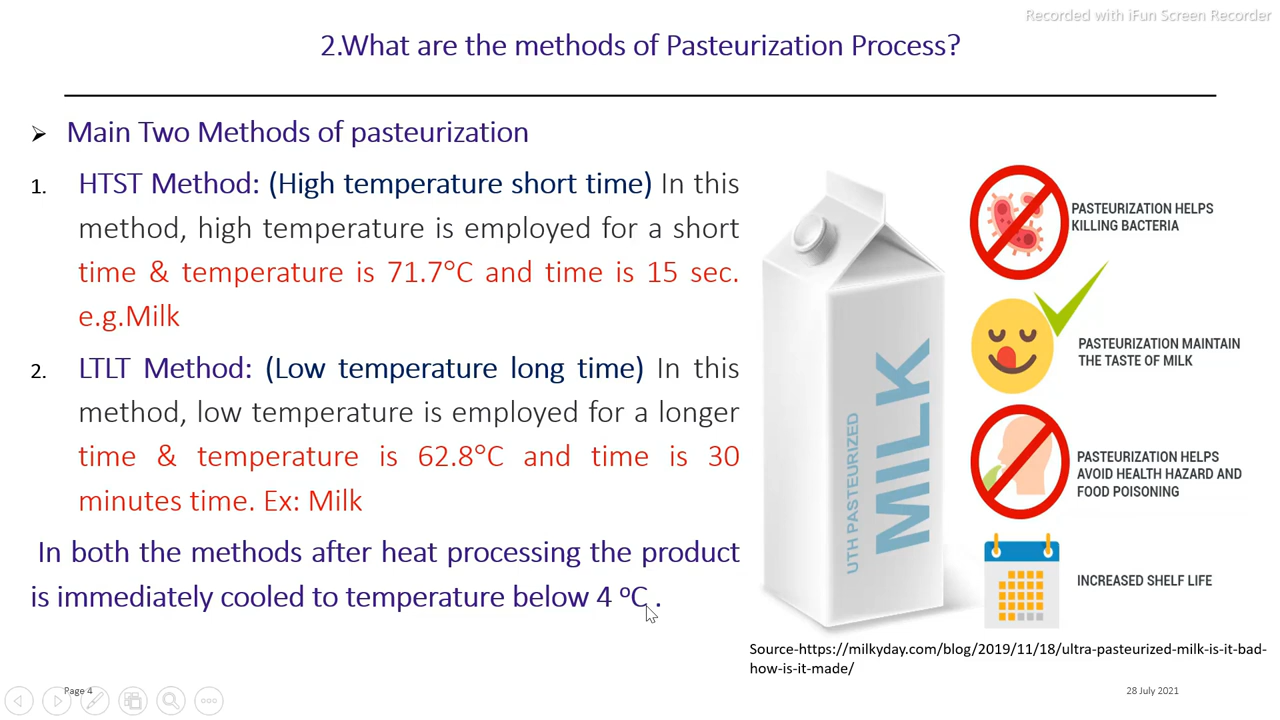 Recorded with iFun Screen Recorder
2.What are the methods of Pasteurization Process?
➢ Main Two Methods of pasteurization
1. HTST Method: (High temperature short time) In this
method, high temperature is employed for a short
time & temperature is 71.7°C and time is 15 sec.
e.g.Milk
2. LTLT Method: (Low temperature long time) In this
method, low temperature is employed for a longer
time & temperature is 62.8°C and time is 30
minutes time. Ex: Milk
In both the methods after heat processing the product
is immediately cooled to temperature below 4 ⁰C .
UTH PASTEURIZED
MILK
PASTEURIZATION HELPS
KILLING BACTERIA
PASTEURIZATION MAINTAIN
THE TASTE OF MILK
PASTEURIZATION HELPS
AVOID HEALTH HAZARD AND
FOOD POISONING
INCREASED SHELF LIFE
Source-https://milkyday.com/blog/2019/11/18/ultra-pasteurized-milk-is-it-bad-
how-is-it-made/
Page 4
28 July 2021